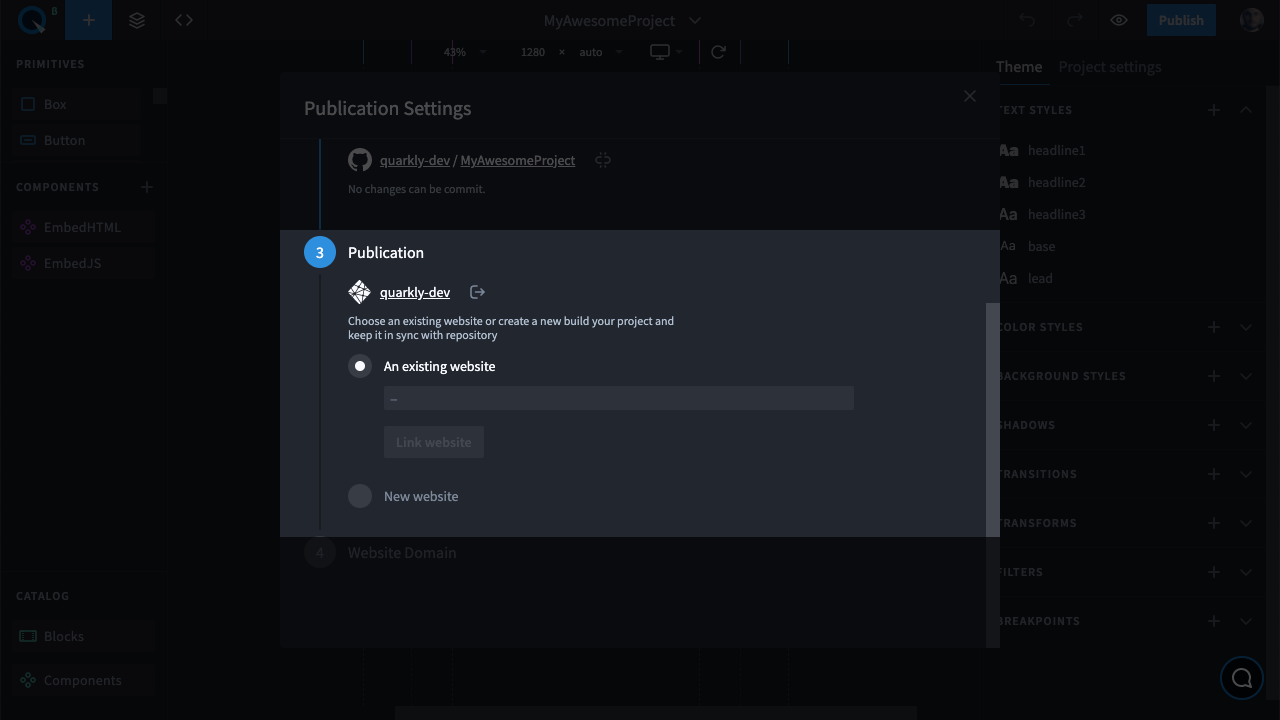 B
MyAwesomeProject
Publish
43%
1280 × auto
PRIMITIVES
Box
Button
COMPONENTS
EmbedHTML
EmbedJS
CATALOG
Blocks
Components
Publication Settings
quarkly-dev / MyAwesomeProject
No changes can be commit.
3 Publication
quarkly-dev
Choose an existing website or create a new build your project and
keep it in sync with repository
An existing website
–
Link website
New website
4 Website Domain
Theme Project settings
TEXT STYLES
Aa headline1
Aa headline2
Aa headline3
Aa base
Aa lead
COLOR STYLES
BACKGROUND STYLES
SHADOWS
TRANSITIONS
TRANSFORMS
FILTERS
BREAKPOINTS